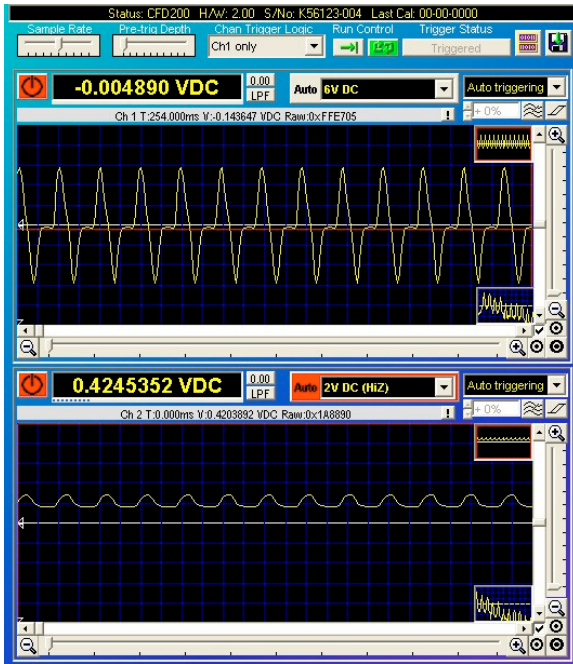 Status: CFD200 H/W: 2.00 S/No: K56123-004 Last Cal: 00-00-0000
Sample Rate Pre-trig Depth Chan Trigger Logic Run Control Trigger Status
Ch1 only Triggered
-0.004890 VDC 0.00 LPF Auto 6V DC Auto triggering
Ch 1 T:254.000ms V:-0.143647 VDC Raw:0xFFE705 ! + 0%
0.4245352 VDC 0.00 LPF Auto 2V DC (HiZ) Auto triggering
Ch 2 T:0.000ms V:0.4203892 VDC Raw:0x1A8890 ! + 0%